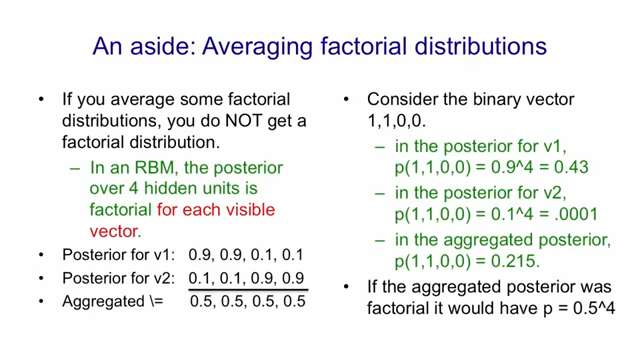 An aside: Averaging factorial distributions
• If you average some factorial
distributions, you do NOT get a
factorial distribution.
– In an RBM, the posterior
over 4 hidden units is
factorial for each visible
vector.
• Posterior for v1: 0.9, 0.9, 0.1, 0.1
• Posterior for v2: 0.1, 0.1, 0.9, 0.9
• Aggregated \= 0.5, 0.5, 0.5, 0.5
• Consider the binary vector
1,1,0,0.
– in the posterior for v1,
p(1,1,0,0) = 0.9^4 = 0.43
– in the posterior for v2,
p(1,1,0,0) = 0.1^4 = .0001
– in the aggregated posterior,
p(1,1,0,0) = 0.215.
• If the aggregated posterior was
factorial it would have p = 0.5^4